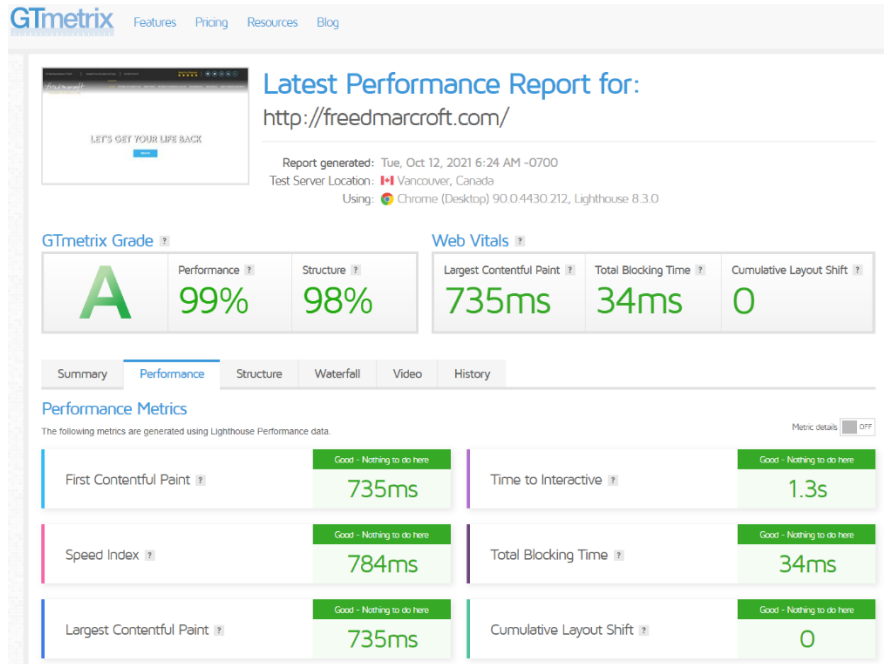 GTmetrix Features Pricing Resources Blog
Latest Performance Report for:
http://freedmarcroft.com/
LET'S GET YOUR LIFE BACK
Report generated: Tue, Oct 12, 2021 6:24 AM -0700
Test Server Location: Vancouver, Canada
Using: Chrome (Desktop) 90.0.4430.212, Lighthouse 8.3.0
GTmetrix Grade ?
Web Vitals ?
A
Performance ?
99%
Structure ?
98%
Largest Contentful Paint ?
735ms
Total Blocking Time ?
34ms
Cumulative Layout Shift ?
0
Summary Performance Structure Waterfall Video History
Performance Metrics
The following metrics are generated using Lighthouse Performance data.
Metric details OFF
First Contentful Paint ?
Good - Nothing to do here
735ms
Time to Interactive ?
Good - Nothing to do here
1.3s
Speed Index ?
Good - Nothing to do here
784ms
Total Blocking Time ?
Good - Nothing to do here
34ms
Largest Contentful Paint ?
Good - Nothing to do here
735ms
Cumulative Layout Shift ?
Good - Nothing to do here
0